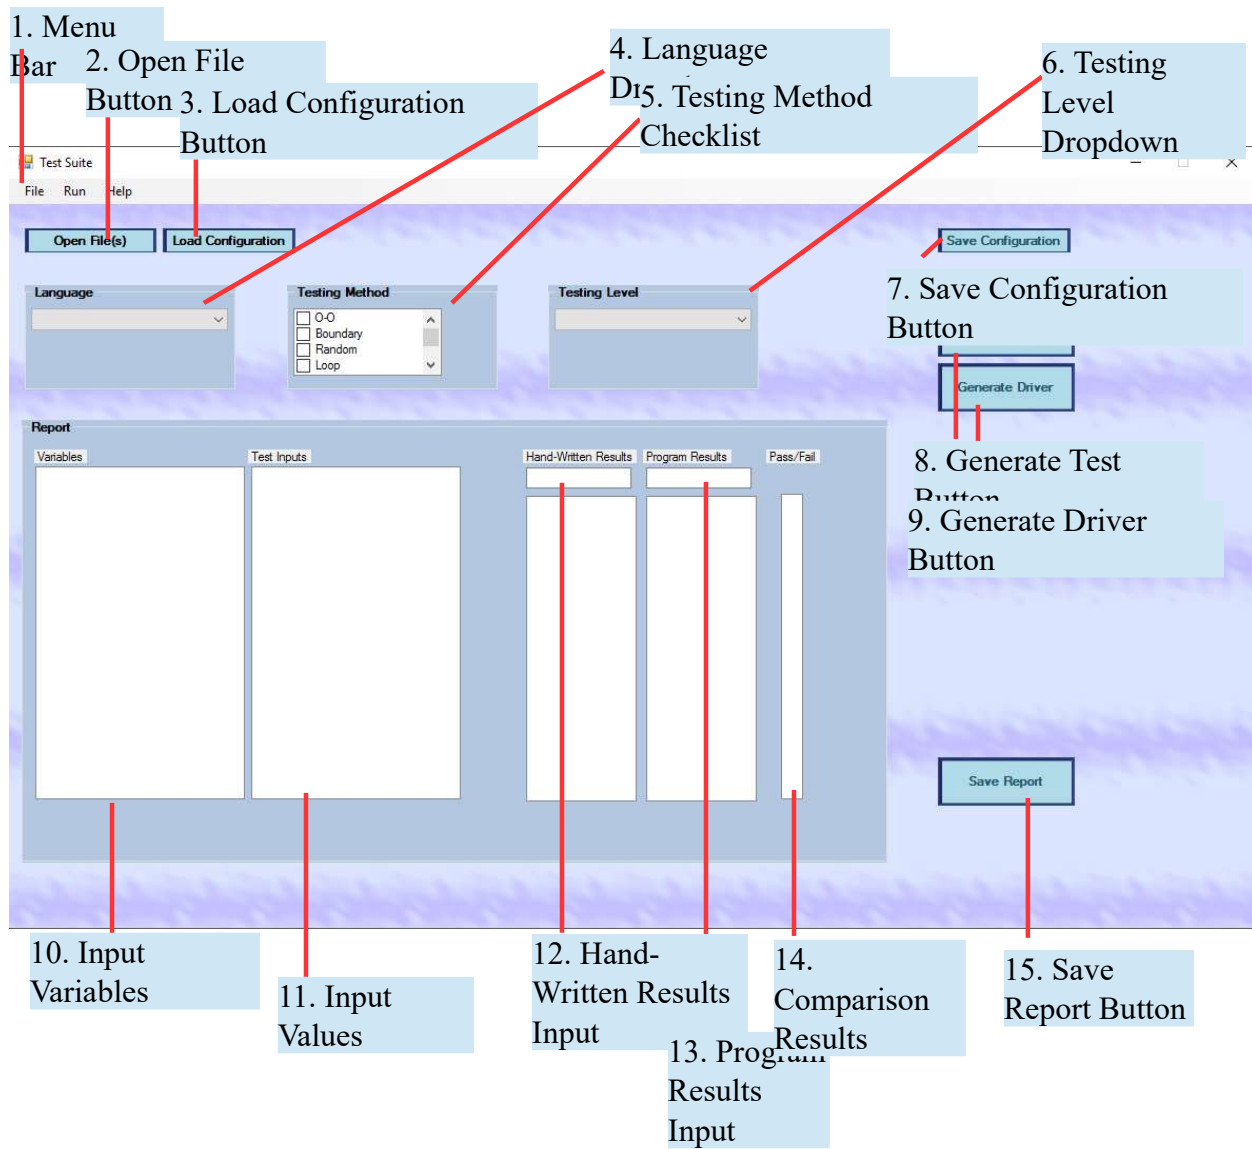 1. Menu
Bar
2. Open File
Button
3. Load Configuration
Button
4. Language
5. Testing Method
Checklist
6. Testing
Level
Dropdown
Test Suite
File Run Help
Open File(s)
Load Configuration
Save Configuration
7. Save Configuration
Button
Language
Testing Method
O-O
Boundary
Random
Loop
Testing Level
Generate Driver
8. Generate Test
Button
9. Generate Driver
Button
Report
Variables
Test Inputs
Hand-Written Results
Program Results
Pass/Fail
Save Report
10. Input
Variables
11. Input
Values
12. Hand-
Written Results
Input
13. Program
Results
Input
14.
Comparison
Results
15. Save
Report Button